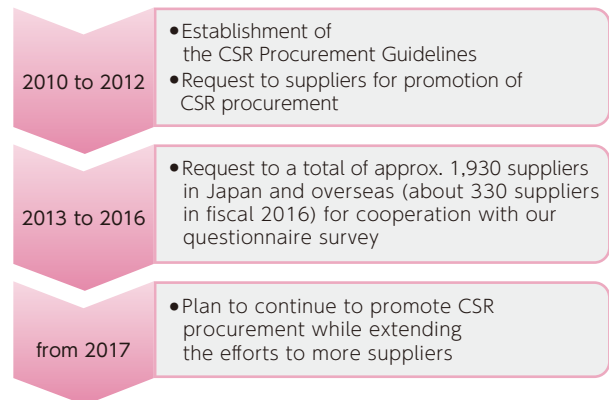 2010 to 2012
•Establishment of
the CSR Procurement Guidelines
•Request to suppliers for promotion of
CSR procurement
2013 to 2016
•Request to a total of approx. 1,930 suppliers
in Japan and overseas (about 330 suppliers
in fiscal 2016) for cooperation with our
questionnaire survey
from 2017
•Plan to continue to promote CSR
procurement while extending
the efforts to more suppliers